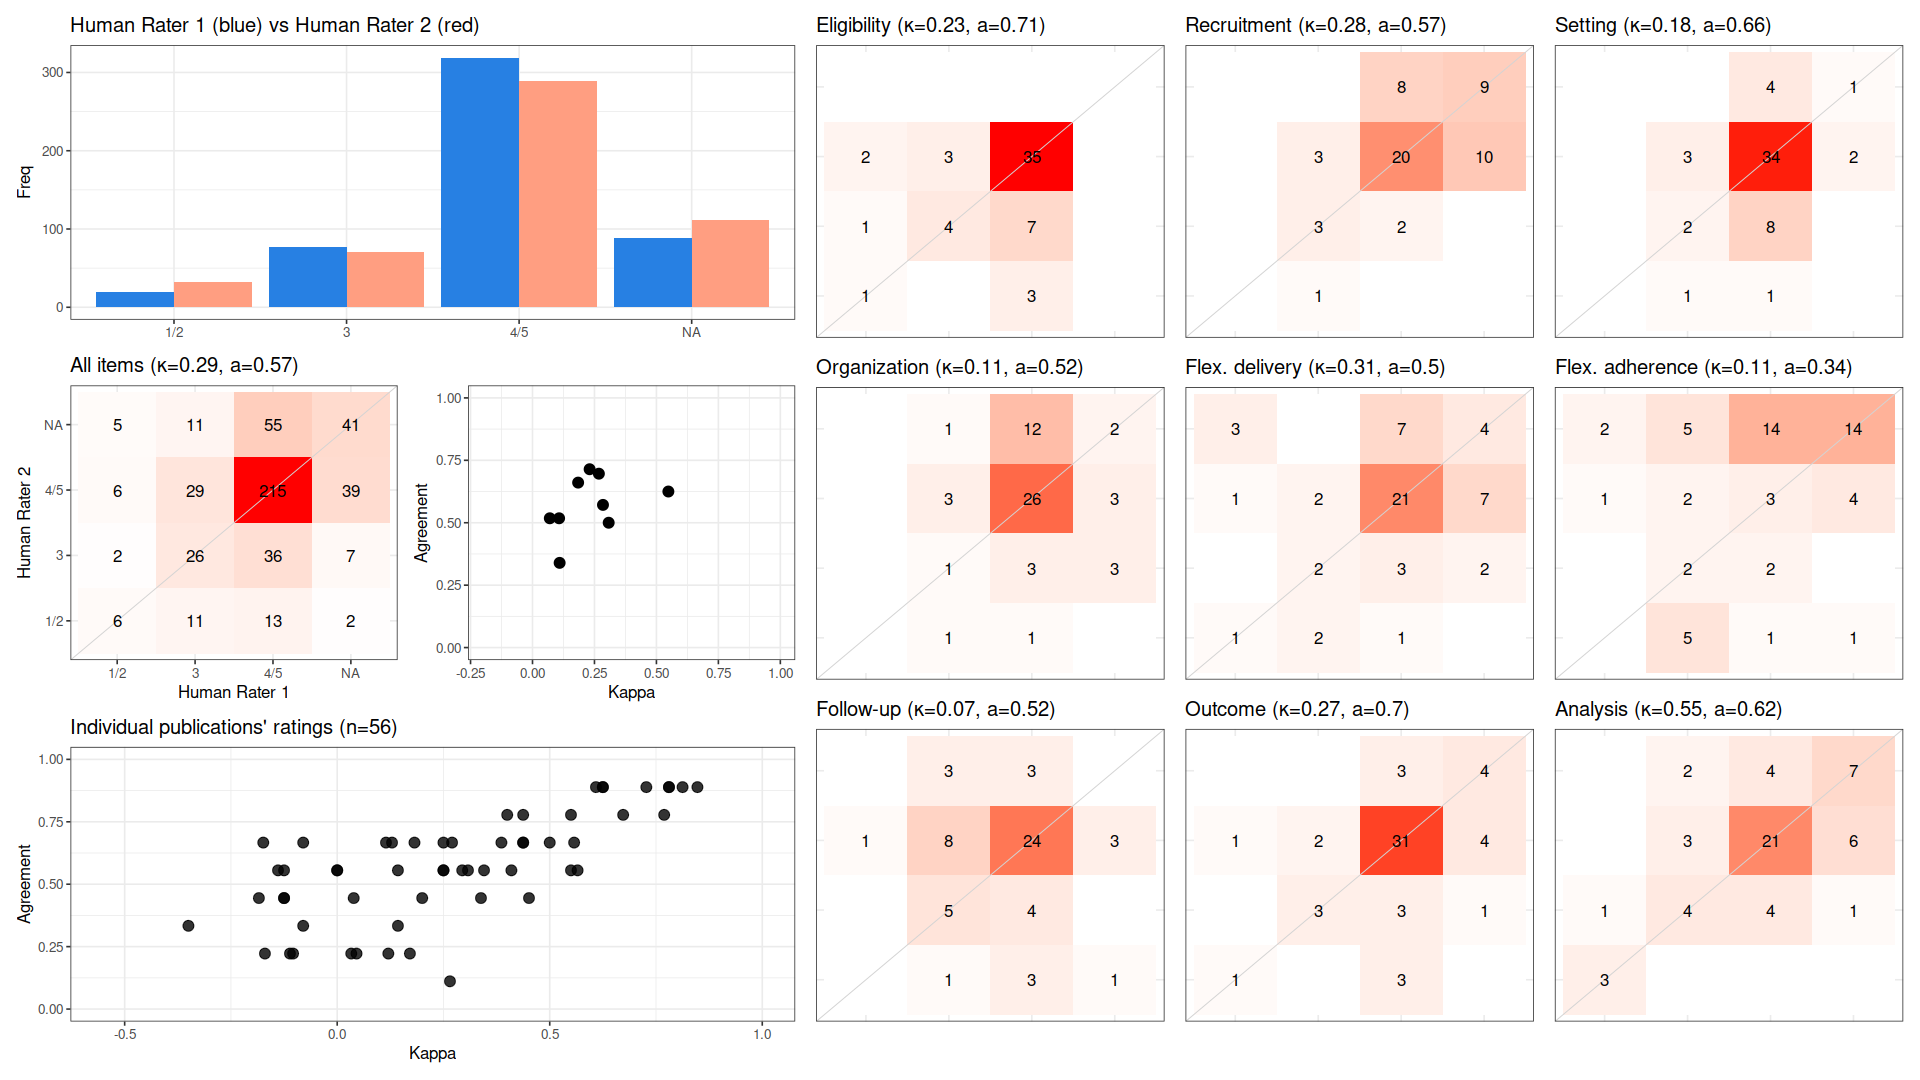 Human Rater 1 (blue) vs Human Rater 2 (red)
Freq
300
200
100
0
1/2 3 4/5 NA
All items (κ=0.29, a=0.57)
Human Rater 2
NA 5 11 55 41
4/5 6 29 215 39
3 2 26 36 7
1/2 6 11 13 2
1/2 3 4/5 NA
Human Rater 1
Agreement
1.00
0.75
0.50
0.25
0.00
-0.25 0.00 0.25 0.50 0.75 1.00
Kappa
Individual publications' ratings (n=56)
Agreement
1.00
0.75
0.50
0.25
0.00
-0.5 0.0 0.5 1.0
Kappa
Eligibility (κ=0.23, a=0.71)
2 3 35
1 4 7
1 3
Recruitment (κ=0.28, a=0.57)
8 9
3 20 10
3 2
1
Setting (κ=0.18, a=0.66)
4 1
3 34 2
2 8
1 1
Organization (κ=0.11, a=0.52)
1 12 2
3 26 3
1 3 3
1 1
Flex. delivery (κ=0.31, a=0.5)
3 7 4
1 2 21 7
2 3 2
1 2 1
Flex. adherence (κ=0.11, a=0.34)
2 5 14 14
1 2 3 4
2 2
5 1 1
Follow-up (κ=0.07, a=0.52)
3 3
1 8 24 3
5 4
1 3 1
Outcome (κ=0.27, a=0.7)
3 4
1 2 31 4
3 3 1
1 3
Analysis (κ=0.55, a=0.62)
2 4 7
3 21 6
1 4 4 1
3